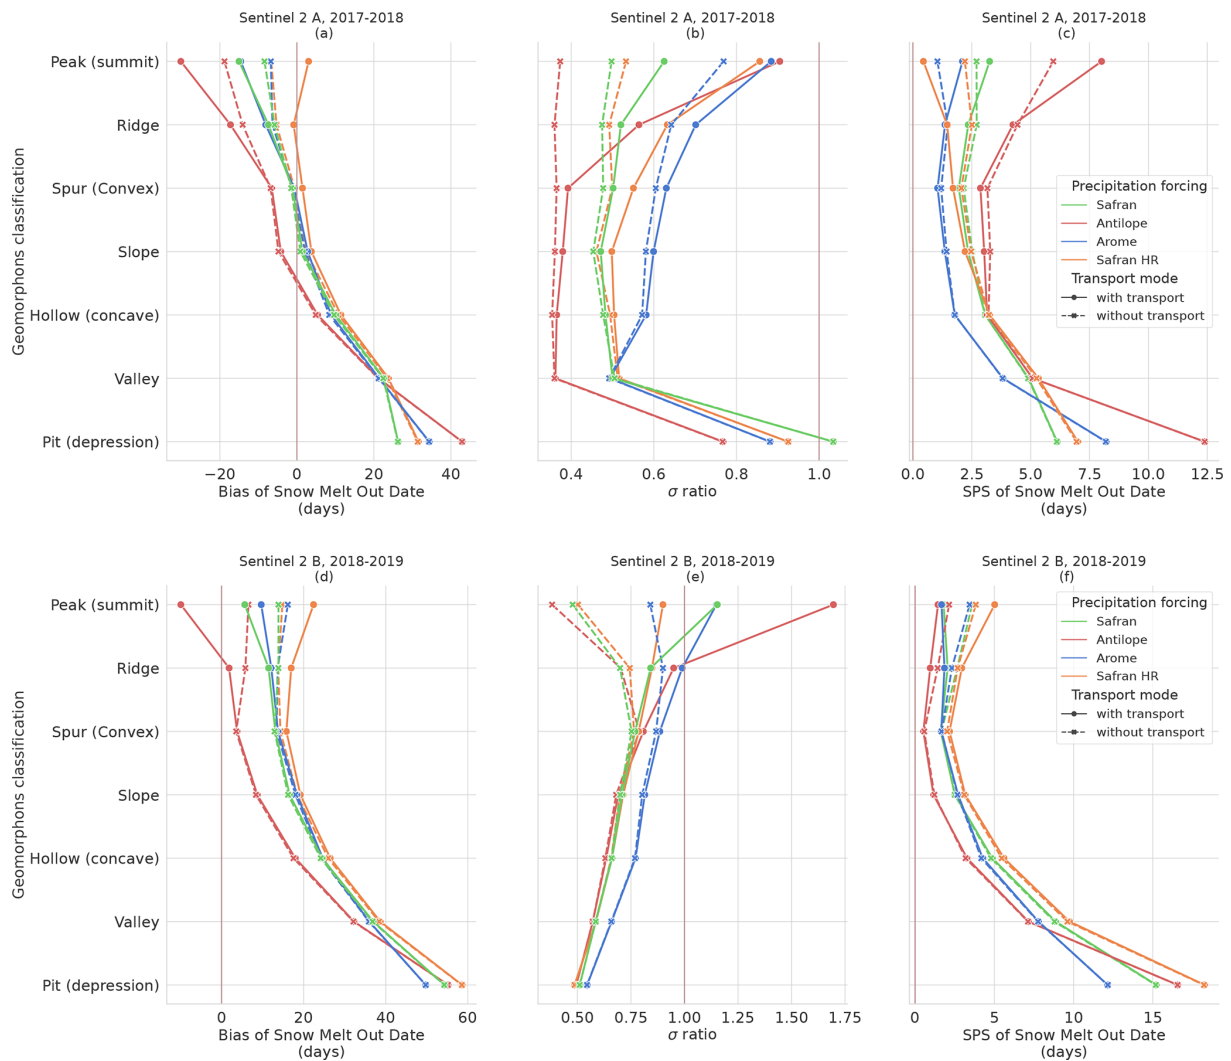 Sentinel 2 A, 2017-2018
(a)
Sentinel 2 A, 2017-2018
(b)
Sentinel 2 A, 2017-2018
(c)
Geomorphons classification
Peak (summit)
Ridge
Spur (Convex)
Slope
Hollow (concave)
Valley
Pit (depression)
Precipitation forcing
Safran
Antilope
Arome
Safran HR
Transport mode
with transport
without transport
−20 0 20 40
Bias of Snow Melt Out Date
(days)
0.4 0.6 0.8 1.0
σ ratio
0.0 2.5 5.0 7.5 10.0 12.5
SPS of Snow Melt Out Date
(days)
Sentinel 2 B, 2018-2019
(d)
Sentinel 2 B, 2018-2019
(e)
Sentinel 2 B, 2018-2019
(f)
Geomorphons classification
Peak (summit)
Ridge
Spur (Convex)
Slope
Hollow (concave)
Valley
Pit (depression)
Precipitation forcing
Safran
Antilope
Arome
Safran HR
Transport mode
with transport
without transport
0 20 40 60
Bias of Snow Melt Out Date
(days)
0.50 0.75 1.00 1.25 1.50 1.75
σ ratio
0 5 10 15
SPS of Snow Melt Out Date
(days)